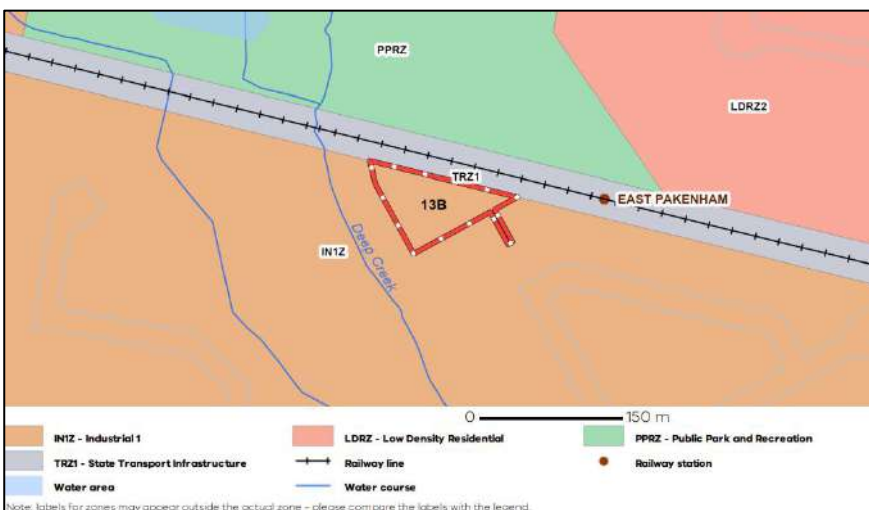 PPRZ
LDRZ2
TRZ1
EAST PAKENHAM
13B
IN1Z
Deep Creek
0 150 m
IN1Z - Industrial 1
LDRZ - Low Density Residential
PPRZ - Public Park and Recreation
TRZ1 - State Transport Infrastructure
Railway line
Railway station
Water area
Water course
Note: labels for zones may appear outside the actual zone - please compare the labels with the legend.